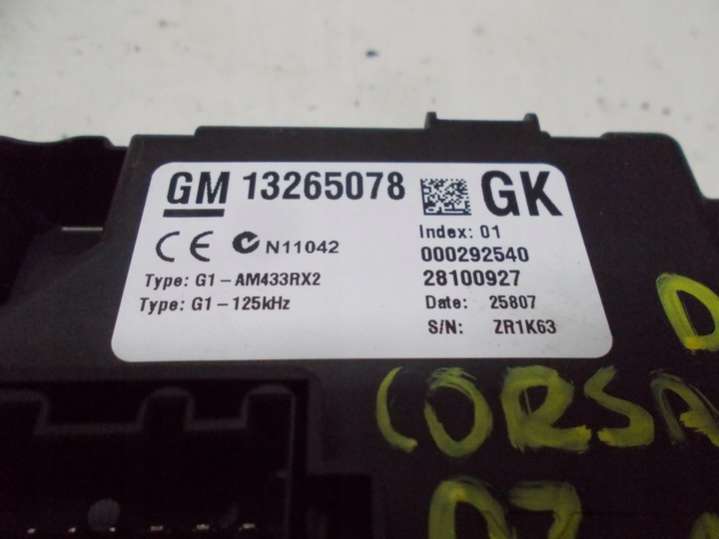 GM 13265078 GK
Index: 01
CE N11042
000292540
Type: G1-AM433RX2
28100927
Type: G1-125kHz
Date: 25807
S/N: ZR1K63
D
CORSA
07